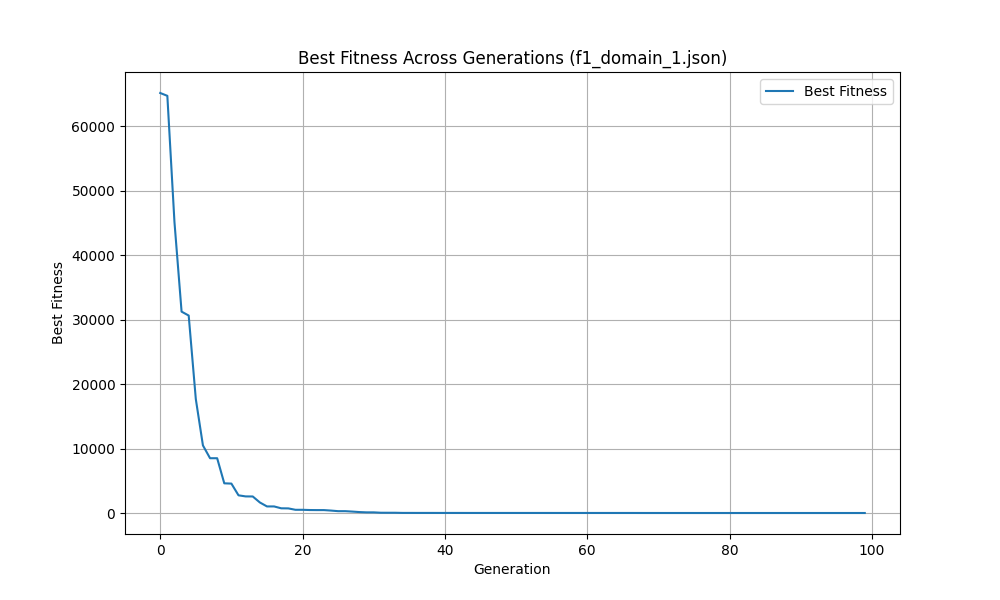 Best Fitness Across Generations (f1_domain_1.json)
Best Fitness
60000
50000
40000
30000
20000
10000
0
Best Fitness
0 20 40 60 80 100
Generation